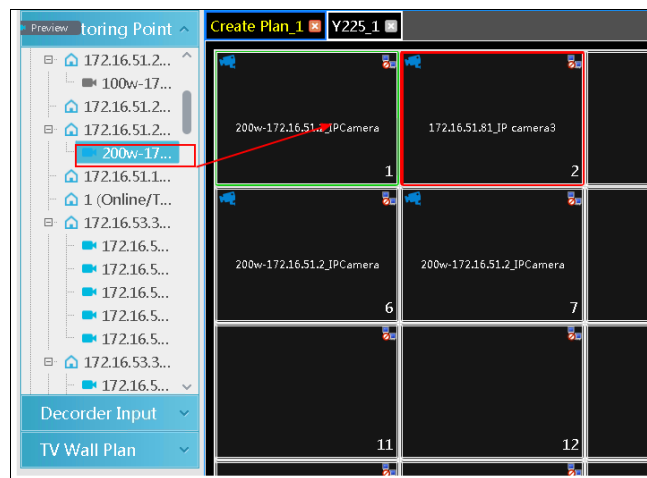 Preview
toring Point
Create Plan_1
Y225_1
172.16.51.2...
100w-17...
172.16.51.2...
172.16.51.2...
200w-17...
172.16.51.1...
1 (Online/T...
172.16.53.3...
172.16.5...
172.16.5...
172.16.5...
172.16.5...
172.16.5...
172.16.53.3...
172.16.5...
Decorder Input
TV Wall Plan
200w-172.16.51.2_IPCamera
1
172.16.51.81_IP camera3
2
200w-172.16.51.2_IPCamera
6
200w-172.16.51.2_IPCamera
7
11
12